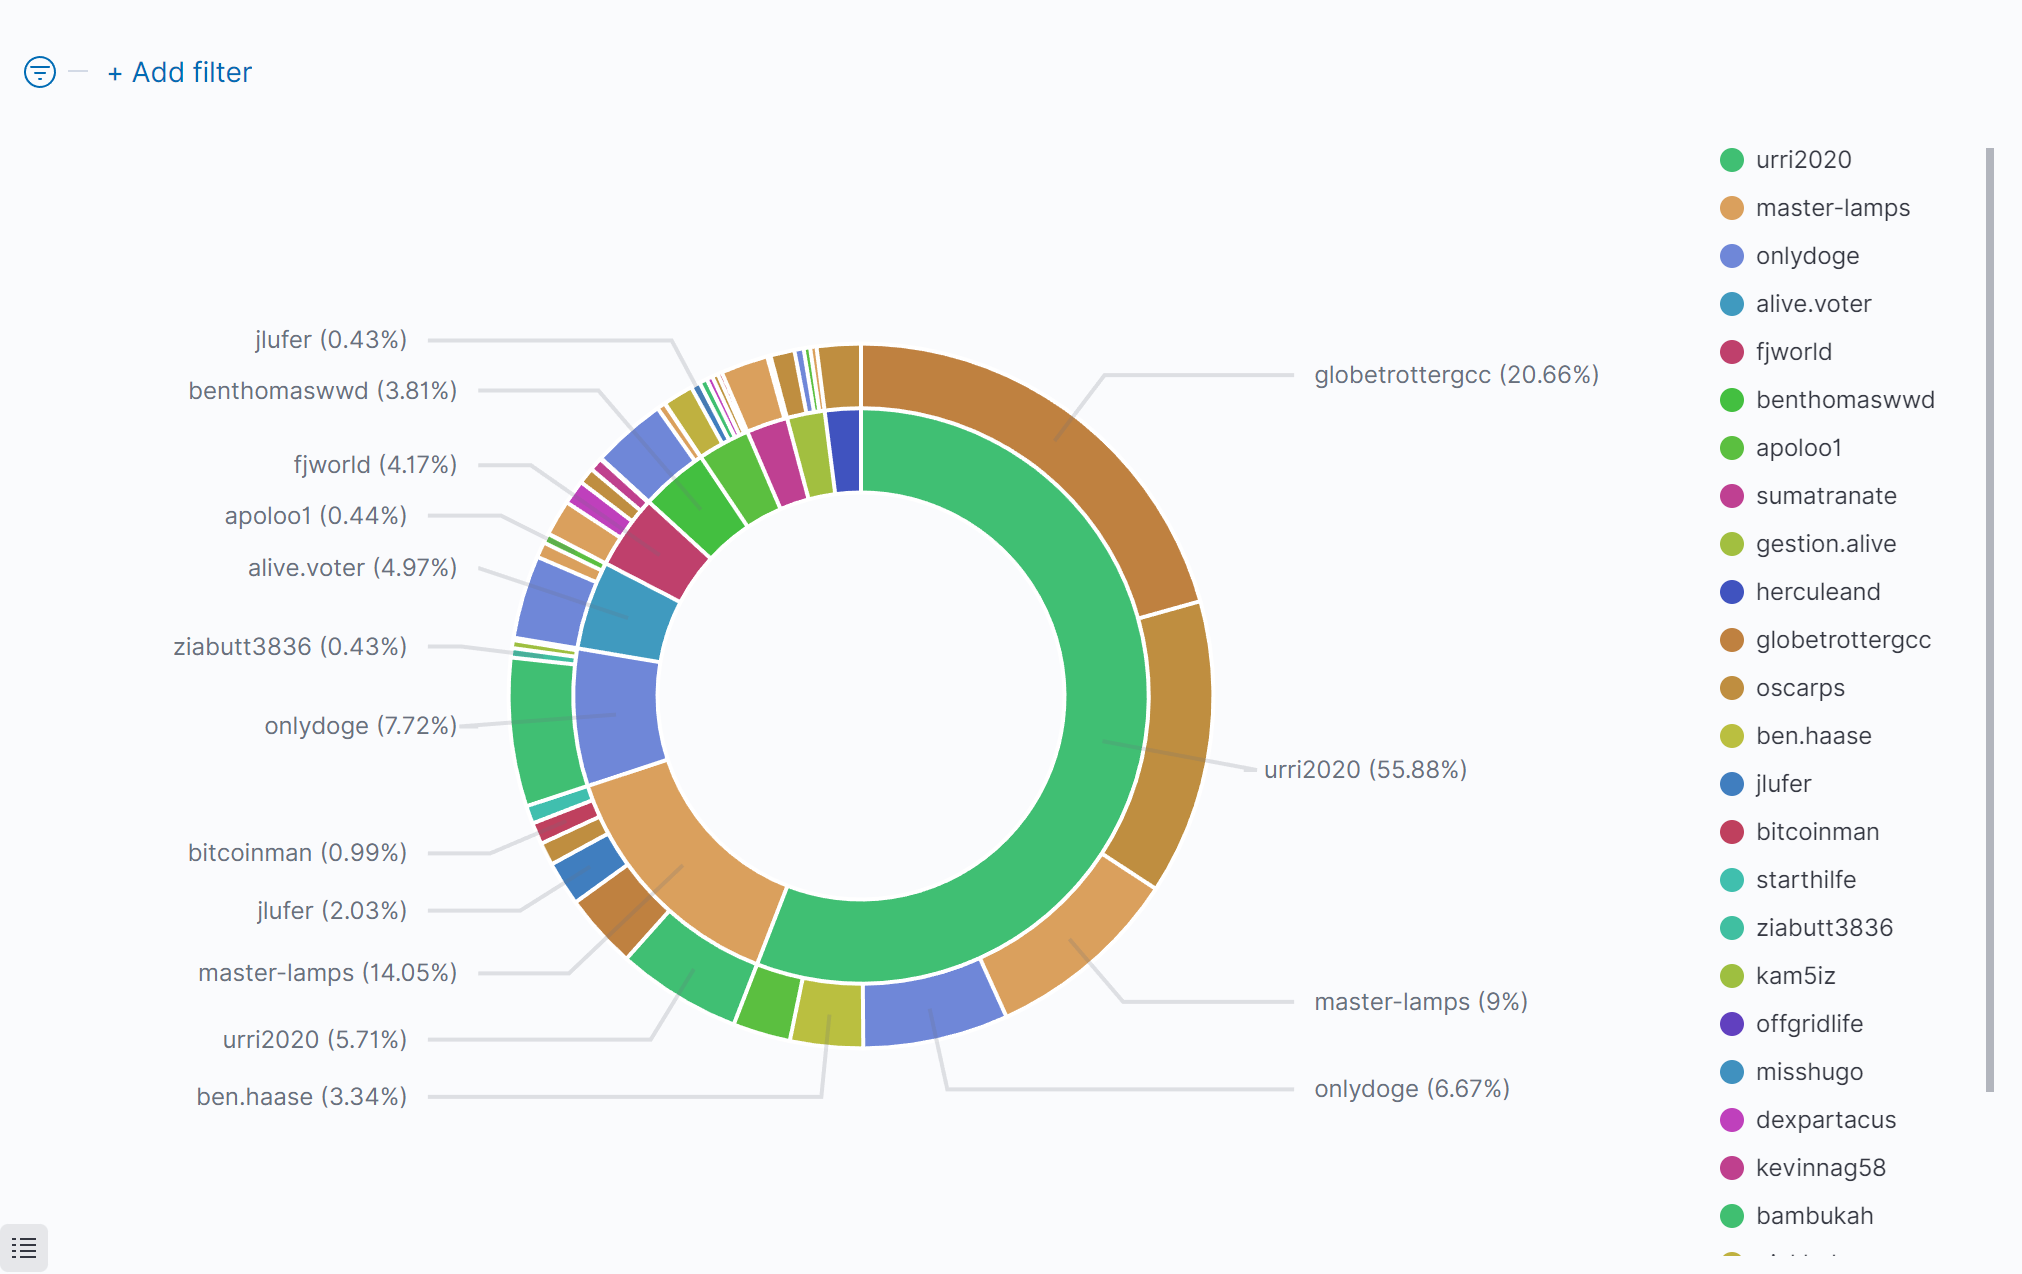 + Add filter
jlufer (0.43%)
benthomaswwd (3.81%)
fjworld (4.17%)
apoloo1 (0.44%)
alive.voter (4.97%)
ziabutt3836 (0.43%)
onlydoge (7.72%)
bitcoinman (0.99%)
jlufer (2.03%)
master-lamps (14.05%)
urri2020 (5.71%)
ben.haase (3.34%)
globetrottergcc (20.66%)
urri2020 (55.88%)
master-lamps (9%)
onlydoge (6.67%)
urri2020
master-lamps
onlydoge
alive.voter
fjworld
benthomaswwd
apoloo1
sumatranate
gestion.alive
herculeand
globetrottergcc
oscarps
ben.haase
jlufer
bitcoinman
starthilfe
ziabutt3836
kam5iz
offgridlife
misshugo
dexpartacus
kevinnag58
bambukah